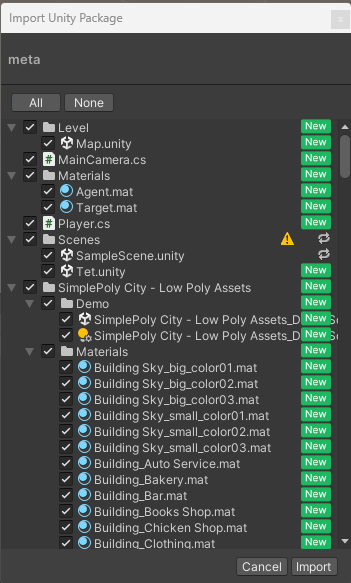 Import Unity Package
meta
All None
Level New
Map.unity New
MainCamera.cs New
Materials New
Agent.mat New
Target.mat New
Player.cs New
Scenes
SampleScene.unity
Tet.unity New
SimplePoly City - Low Poly Assets New
Demo New
SimplePoly City - Low Poly Assets_D New
SimplePoly City - Low Poly Assets_D New
Materials New
Building Sky_big_color01.mat New
Building Sky_big_color02.mat New
Building Sky_big_color03.mat New
Building Sky_small_color01.mat New
Building Sky_small_color02.mat New
Building Sky_small_color03.mat New
Building_Auto Service.mat New
Building_Bakery.mat New
Building_Bar.mat New
Building_Books Shop.mat New
Building_Chicken Shop.mat New
Building_Clothing.mat New
Cancel Import